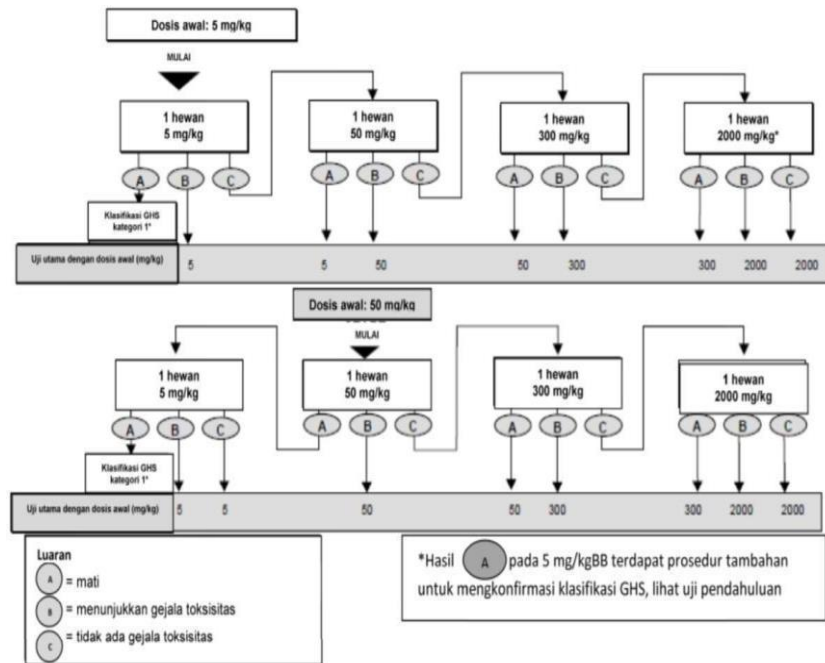 Dosis awal: 5 mg/kg
MULAI
1 hewan
5 mg/kg
1 hewan
50 mg/kg
1 hewan
300 mg/kg
1 hewan
2000 mg/kg*
A B C A B C A B C A B C
Klasifikasi GHS
kategori 1*
Uji utama dengan dosis awal (mg/kg) 5 5 50 50 300 300 2000 2000
Dosis awal: 50 mg/kg
MULAI
1 hewan
5 mg/kg
1 hewan
50 mg/kg
1 hewan
300 mg/kg
1 hewan
2000 mg/kg
A B C A B C A B C A B C
Klasifikasi GHS
kategori 1*
Uji utama dengan dosis awal (mg/kg) 5 5 50 50 300 300 2000 2000
Luaran
A = mati
B = menunjukkan gejala toksisitas
C = tidak ada gejala toksisitas
*Hasil A pada 5 mg/kgBB terdapat prosedur tambahan
untuk mengkonfirmasi klasifikasi GHS, lihat uji pendahuluan